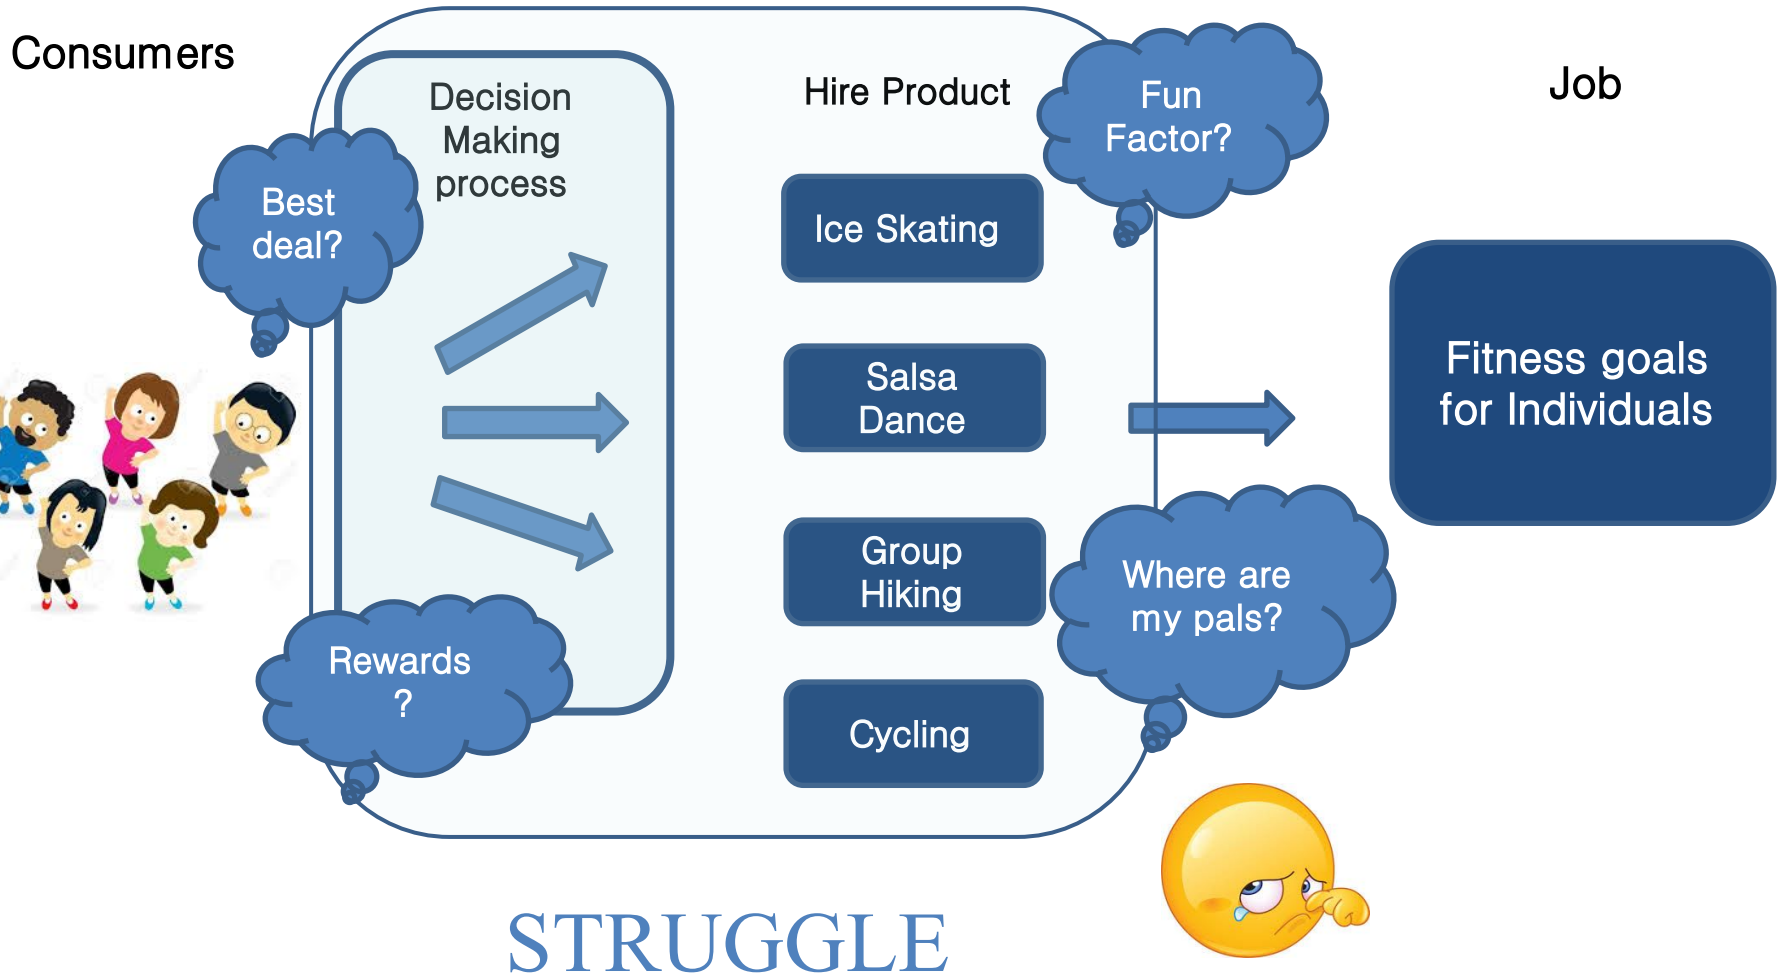 Consumers
Decision
Making
process
Hire Product
Fun
Factor?
Job
Best
deal?
Ice Skating
Salsa
Dance
Fitness goals
for Individuals
Group
Hiking
Where are
my pals?
Rewards
?
Cycling
STRUGGLE